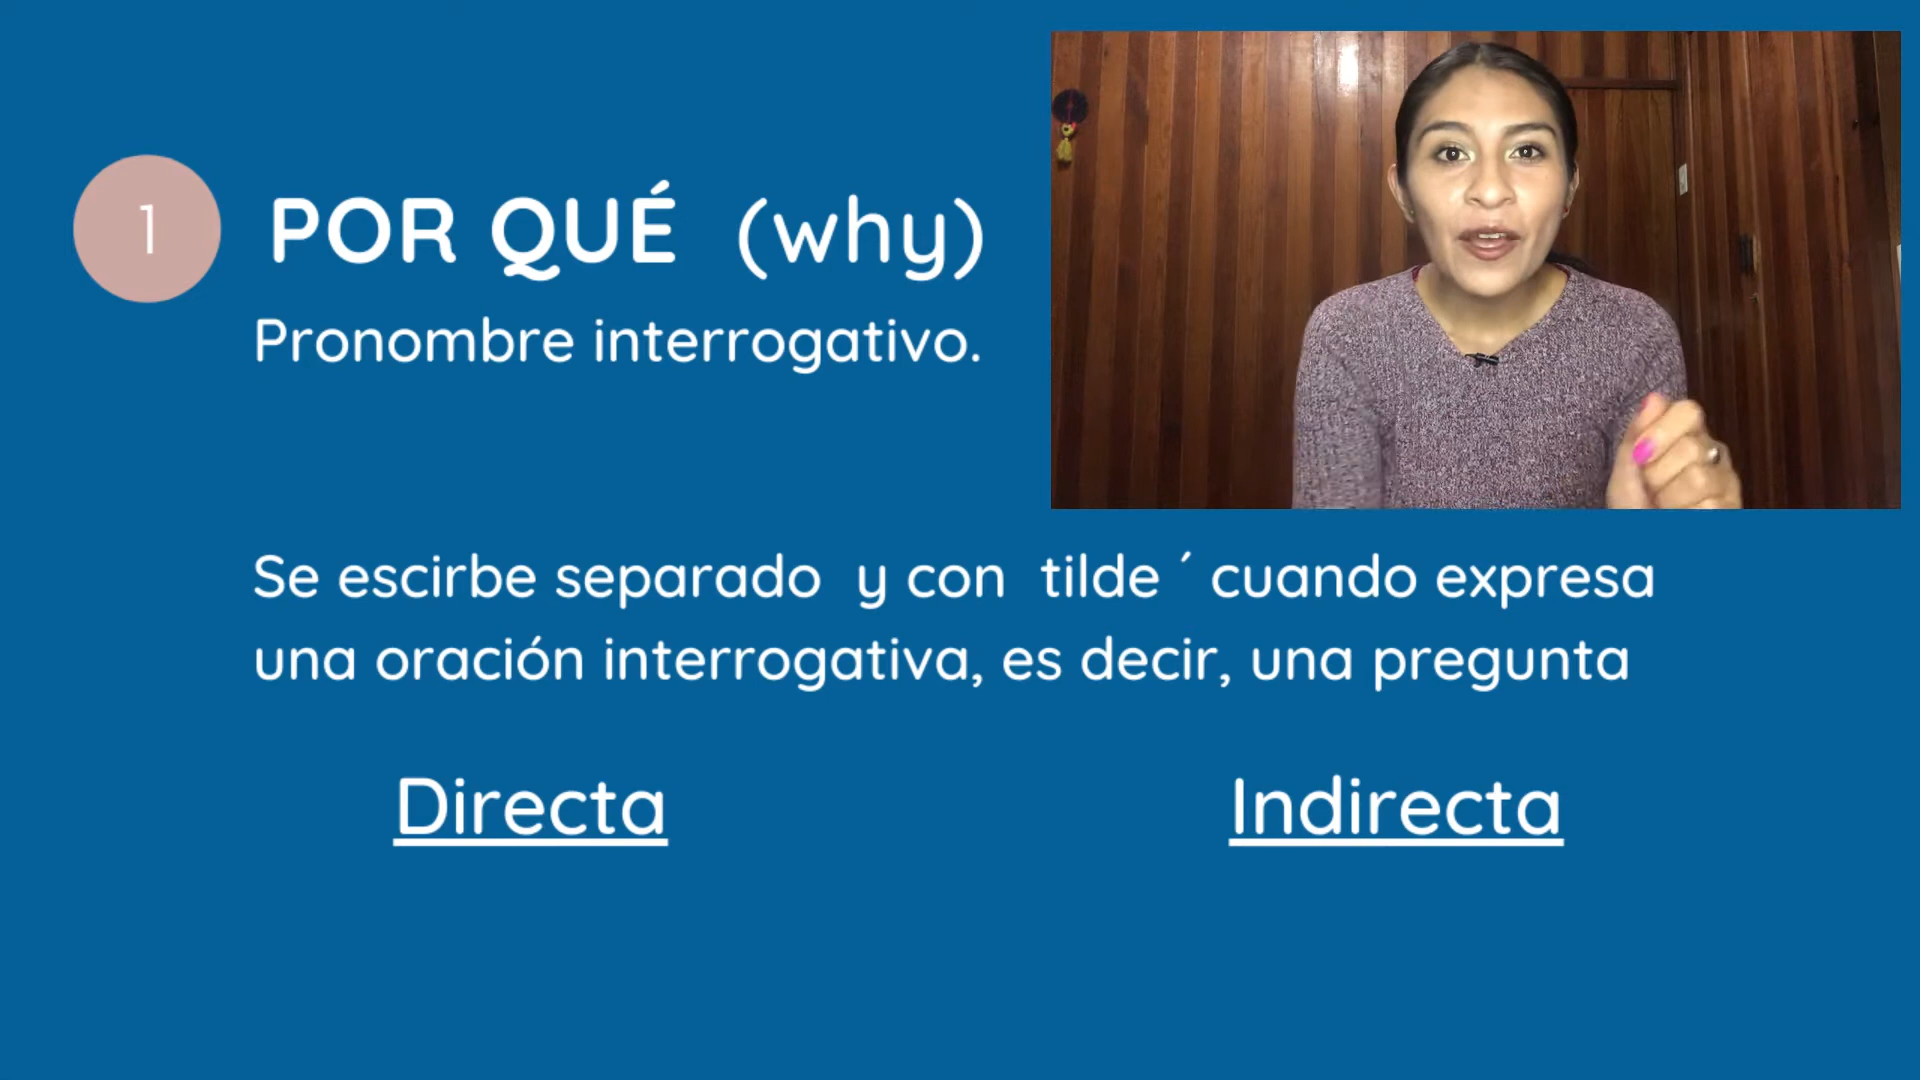 1
POR QUÉ (why)
Pronombre interrogativo.
Se escirbe separado y con tilde ´ cuando expresa
una oración interrogativa, es decir, una pregunta
Directa
Indirecta